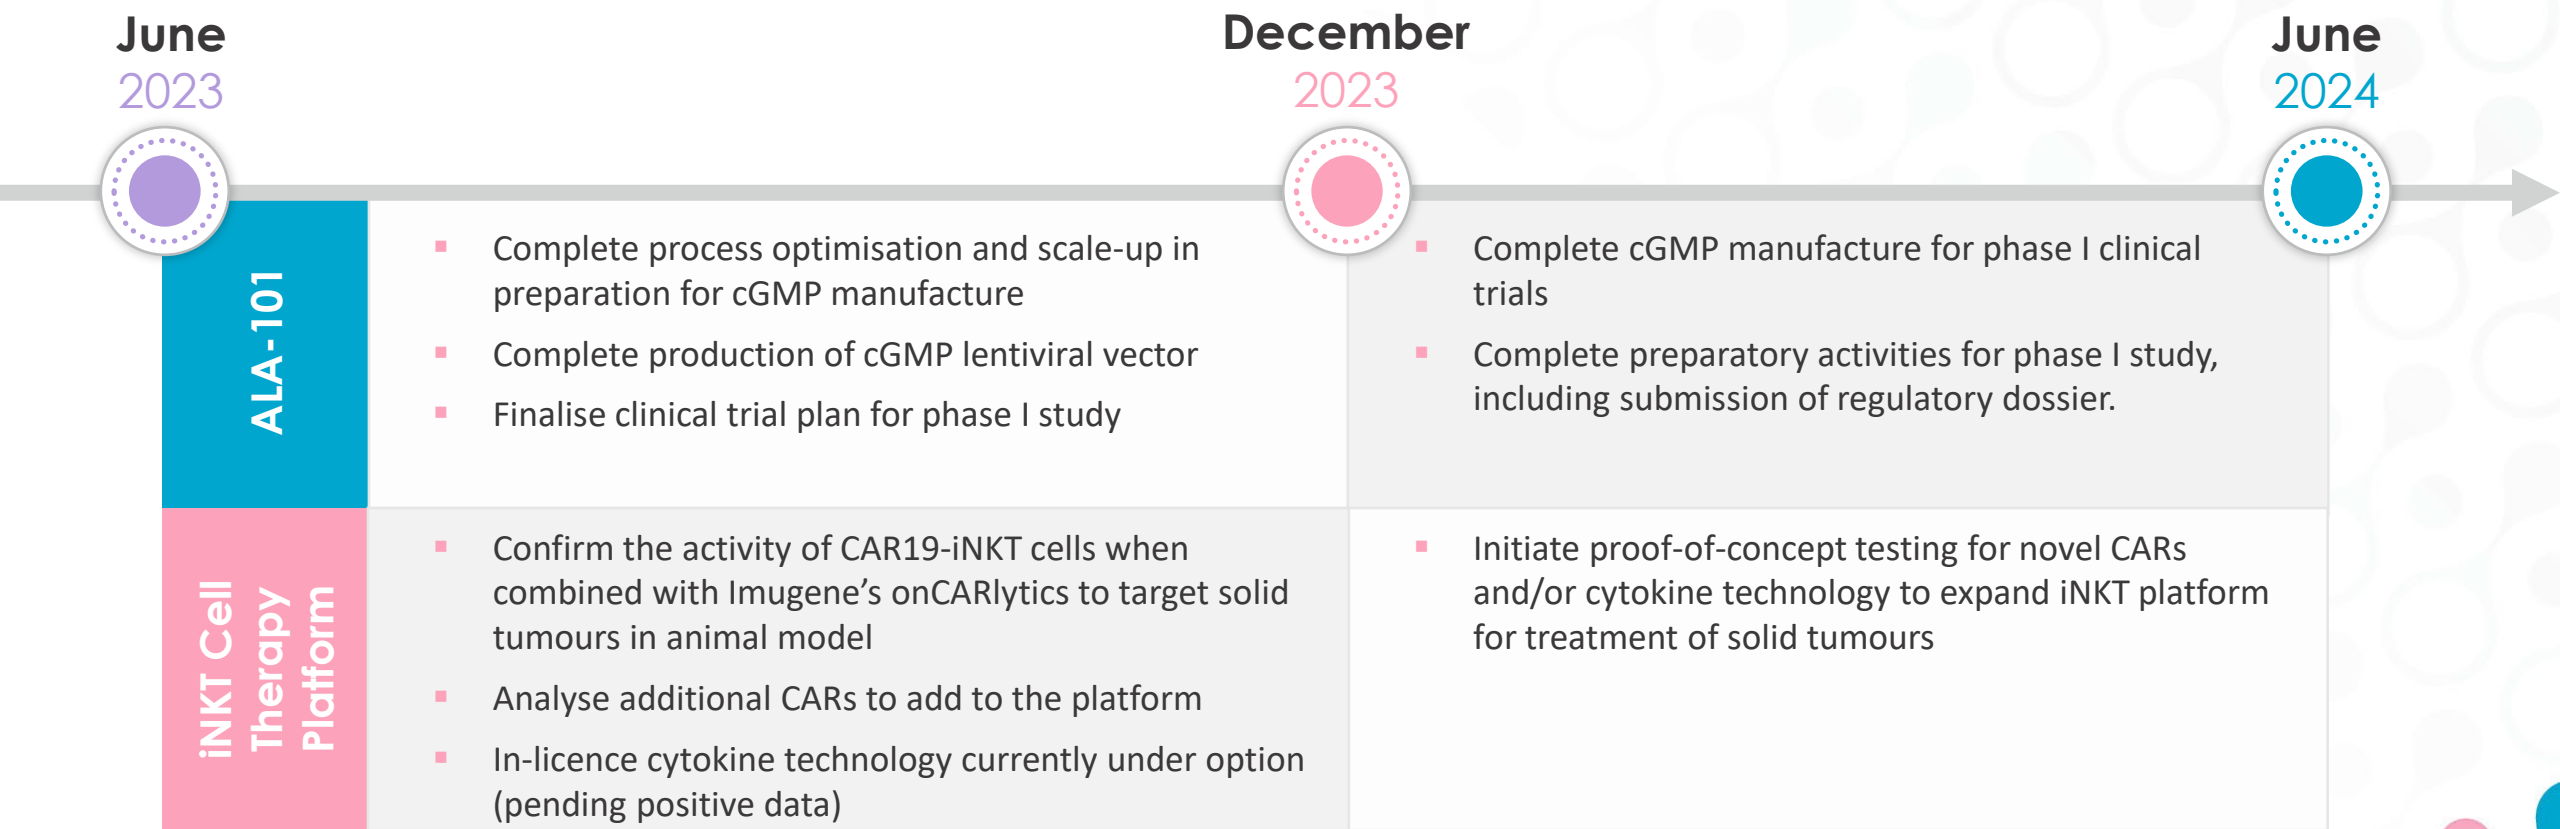 June
2023
December
2023
June
2024
ALA-101
Complete process optimisation and scale-up in
preparation for cGMP manufacture
Complete production of cGMP lentiviral vector
Finalise clinical trial plan for phase I study
Complete cGMP manufacture for phase I clinical
trials
Complete preparatory activities for phase I study,
including submission of regulatory dossier.
iNKT Cell
Therapy
Platform
Confirm the activity of CAR19-iNKT cells when
combined with Imugene’s onCARlytics to target solid
tumours in animal model
Analyse additional CARs to add to the platform
In-licence cytokine technology currently under option
(pending positive data)
Initiate proof-of-concept testing for novel CARs
and/or cytokine technology to expand iNKT platform
for treatment of solid tumours